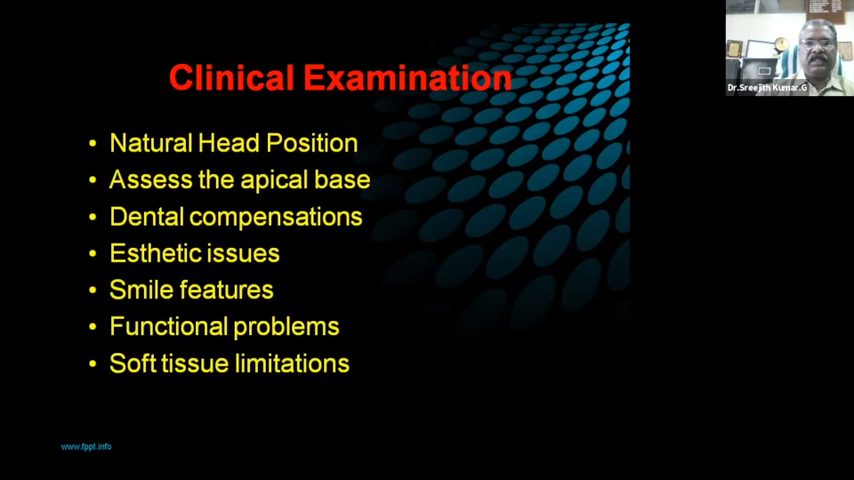 Clinical Examination
• Natural Head Position
• Assess the apical base
• Dental compensations
• Esthetic issues
• Smile features
• Functional problems
• Soft tissue limitations
www.fppt.info
Dr.Sreejith Kumar.G